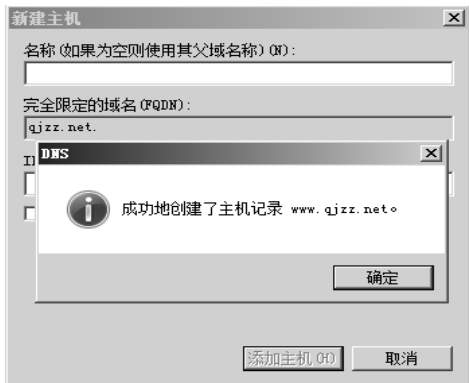 新建主机
名称(如果为空则使用其父域名称)(N):
完全限定的域名(FQDN):
qjzz.net.
DNS
成功地创建了主机记录 www.qjzz.net。
确定
添加主机(H)
取消